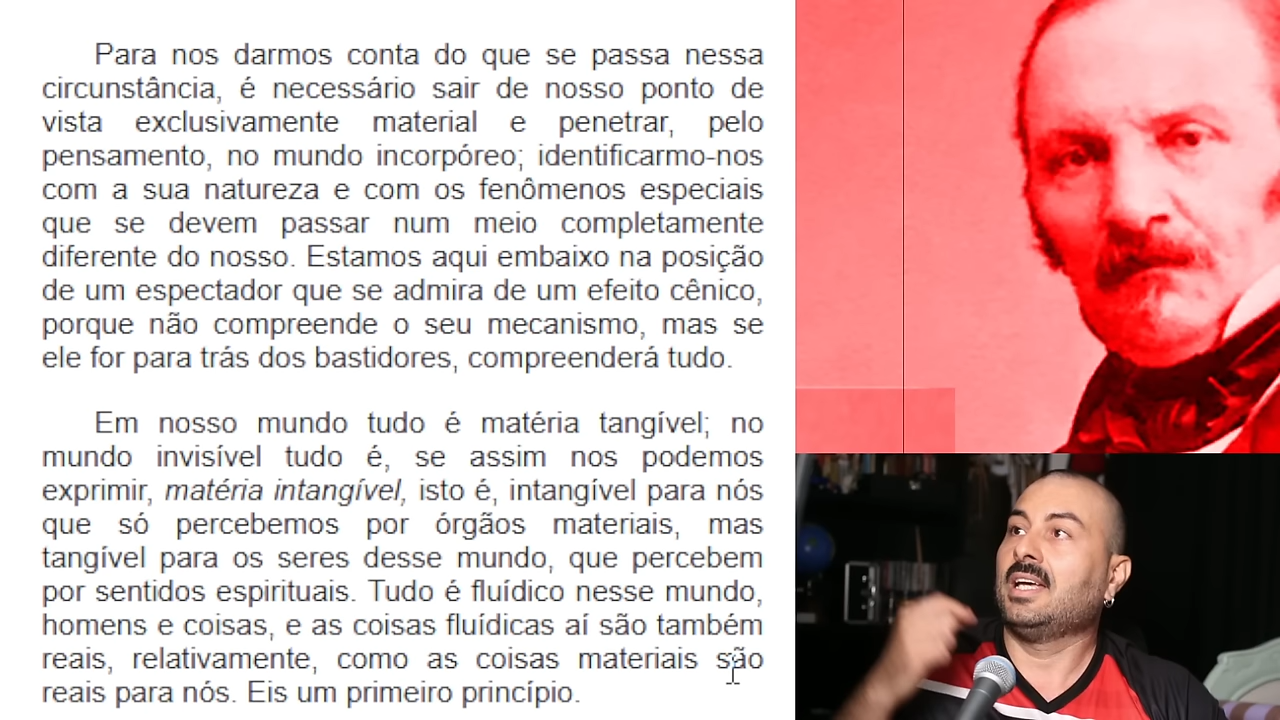 Para nos darmos conta do que se passa nessa
circunstância, é necessário sair de nosso ponto de
vista exclusivamente material e penetrar, pelo
pensamento, no mundo incorpóreo; identificarmo-nos
com a sua natureza e com os fenômenos especiais
que se devem passar num meio completamente
diferente do nosso. Estamos aqui embaixo na posição
de um espectador que se admira de um efeito cênico,
porque não compreende o seu mecanismo, mas se
ele for para trás dos bastidores, compreenderá tudo.
Em nosso mundo tudo é matéria tangível; no
mundo invisível tudo é, se assim nos podemos
exprimir, matéria intangível, isto é, intangível para nós
que só percebemos por órgãos materiais, mas
tangível para os seres desse mundo, que percebem
por sentidos espirituais. Tudo é fluídico nesse mundo,
homens e coisas, e as coisas fluídicas aí são também
reais, relativamente, como as coisas materiais são
reais para nós. Eis um primeiro princípio.